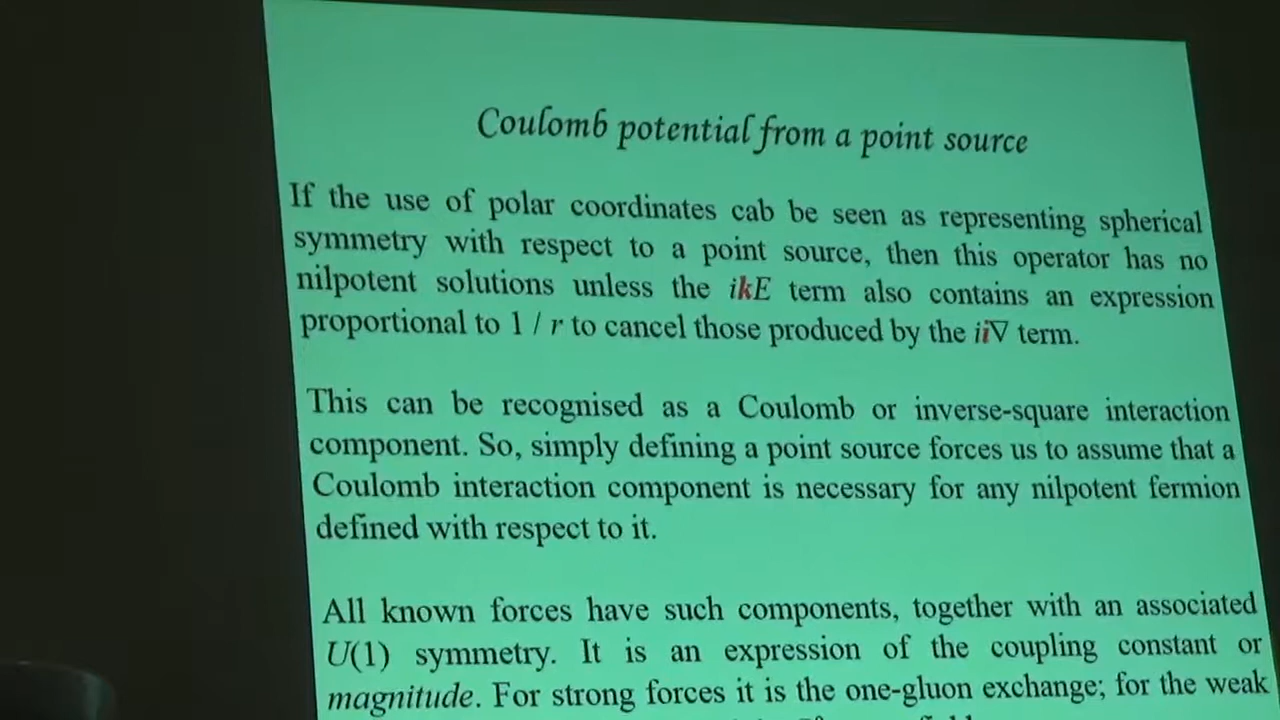 Coulomb potential from a point source
If the use of polar coordinates cab be seen as representing spherical
symmetry with respect to a point source, then this operator has no
nilpotent solutions unless the ikE term also contains an expression
proportional to 1 / r to cancel those produced by the ii∇ term.
This can be recognised as a Coulomb or inverse-square interaction
component. So, simply defining a point source forces us to assume that a
Coulomb interaction component is necessary for any nilpotent fermion
defined with respect to it.
All known forces have such components, together with an associated
U(1) symmetry. It is an expression of the coupling constant or
magnitude. For strong forces it is the one-gluon exchange; for the weak